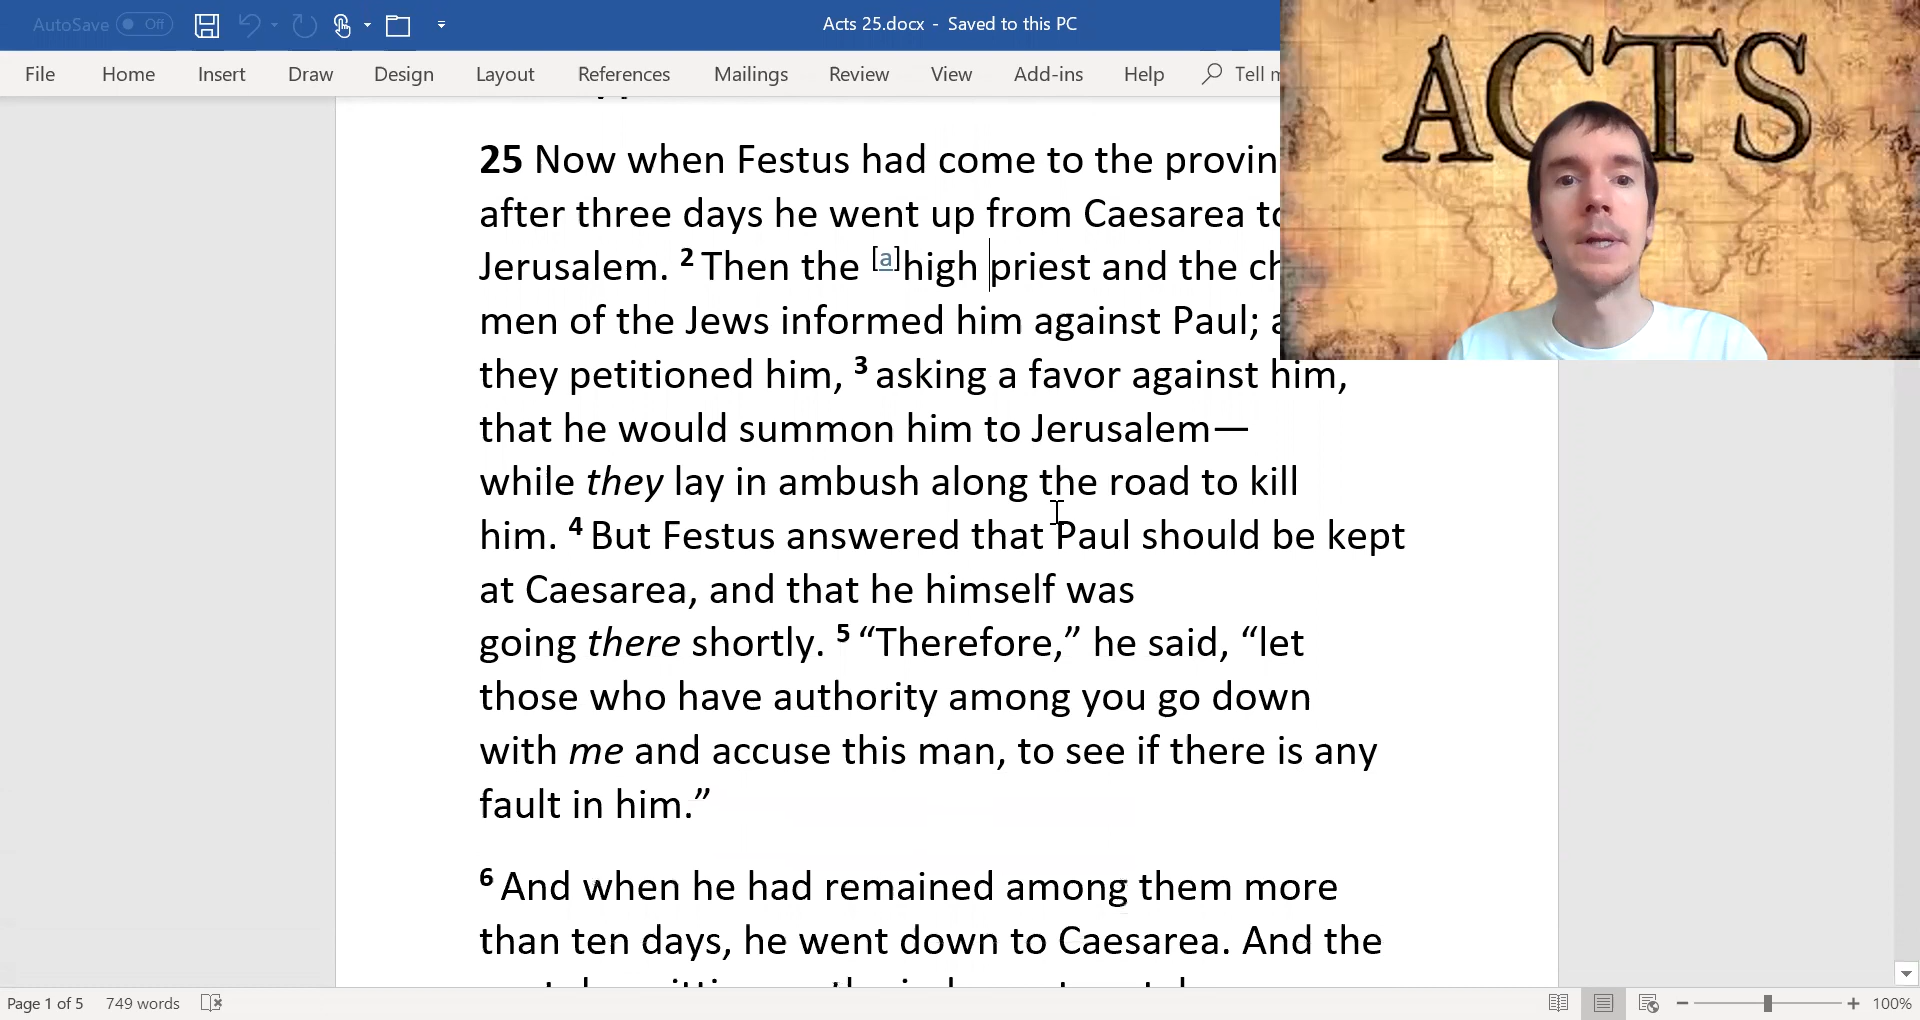 AutoSave Off
Acts 25.docx - Saved to this PC
File Home Insert Draw Design Layout References Mailings Review View Add-ins Help Tell
ACTS
25 Now when Festus had come to the
after three days he went up from Caesarea
Jerusalem. 2 Then the [a]high priest and the
men of the Jews informed him against Paul;
they petitioned him, 3 asking a favor against him,
that he would summon him to Jerusalem—
while they lay in ambush along the road to kill
him. 4 But Festus answered that Paul should be kept
at Caesarea, and that he himself was
going there shortly. 5 “Therefore,” he said, “let
those who have authority among you go down
with me and accuse this man, to see if there is any
fault in him.”
6 And when he had remained among them more
than ten days, he went down to Caesarea. And the
Page 1 of 5 749 words 100%